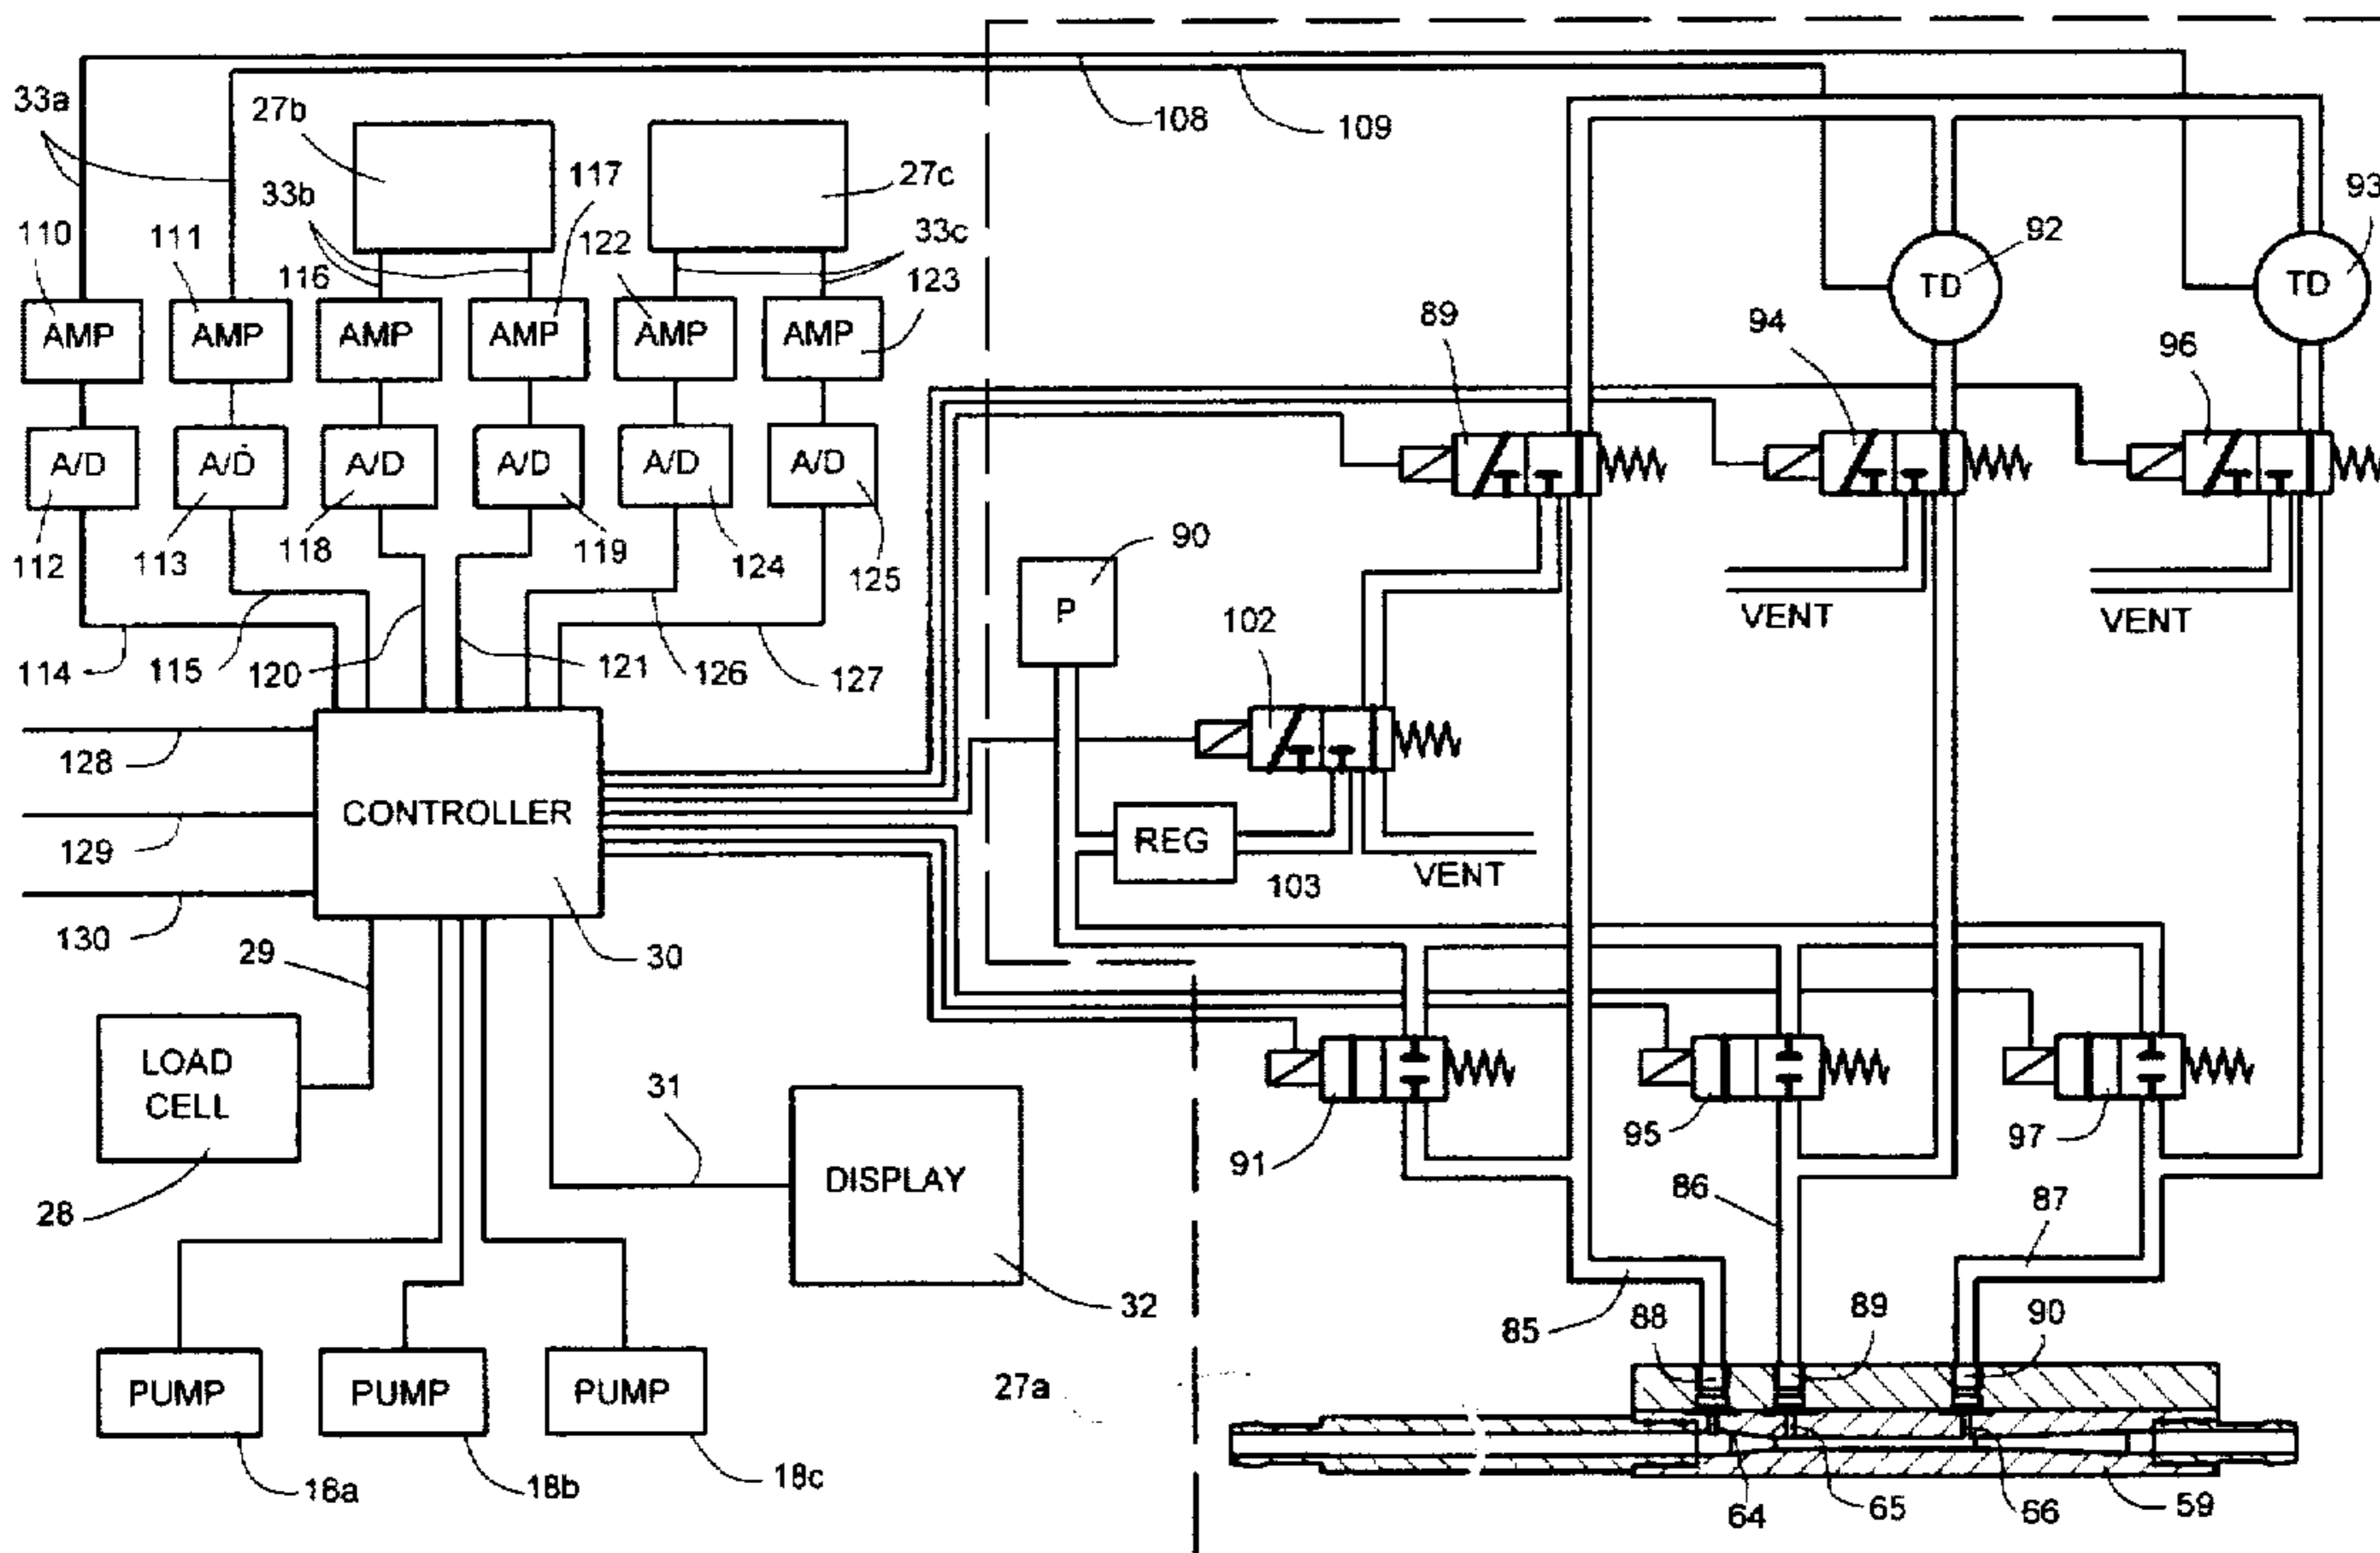 108
109
33a
27b
27c
33b
117
33c
92
93
110
111
116
122
123
TD
TD
AMP
AMP
AMP
AMP
AMP
AMP
89
94
96
A/D
A/D
A/D
A/D
A/D
A/D
112
113
118
119
124
125
90
P
VENT
VENT
102
114
115
120
121
126
127
128
129
130
CONTROLLER
REG
103
VENT
29
30
LOAD
CELL
28
31
DISPLAY
32
91
95
97
86
87
85
88
89
90
27a
PUMP
PUMP
PUMP
18a
18b
18c
64
65
66
59